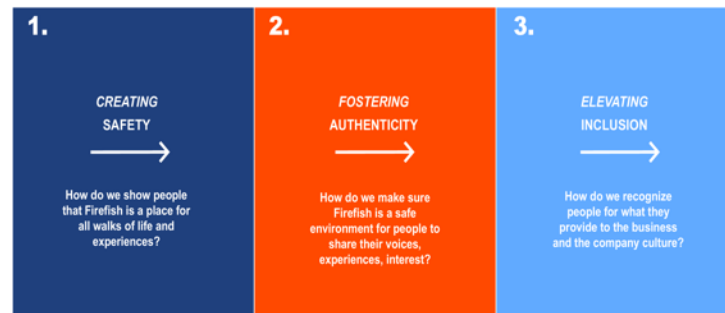 1.
CREATING
SAFETY
How do we show people
that Firefish is a place for
all walks of life and
experiences?
2.
FOSTERING
AUTHENTICITY
How do we make sure
Firefish is a safe
environment for people to
share their voices,
experiences, interest?
3.
ELEVATING
INCLUSION
How do we recognize
people for what they
provide to the business
and the company culture?